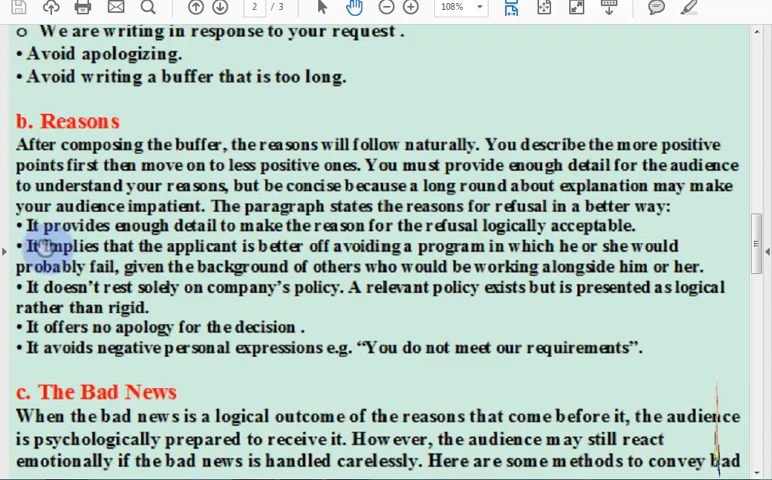 2 / 3
108%
o We are writing in response to your request .
• Avoid apologizing.
• Avoid writing a buffer that is too long.
b. Reasons
After composing the buffer, the reasons will follow naturally. You describe the more positive
points first then move on to less positive ones. You must provide enough detail for the audience
to understand your reasons, but be concise because a long round about explanation may make
your audience impatient. The paragraph states the reasons for refusal in a better way:
• It provides enough detail to make the reason for the refusal logically acceptable.
• It implies that the applicant is better off avoiding a program in which he or she would
probably fail, given the background of others who would be working alongside him or her.
• It doesn’t rest solely on company’s policy. A relevant policy exists but is presented as logical
rather than rigid.
• It offers no apology for the decision .
• It avoids negative personal expressions e.g. “You do not meet our requirements”.
c. The Bad News
When the bad news is a logical outcome of the reasons that come before it, the audience
is psychologically prepared to receive it. However, the audience may still react
emotionally if the bad news is handled carelessly. Here are some methods to convey bad